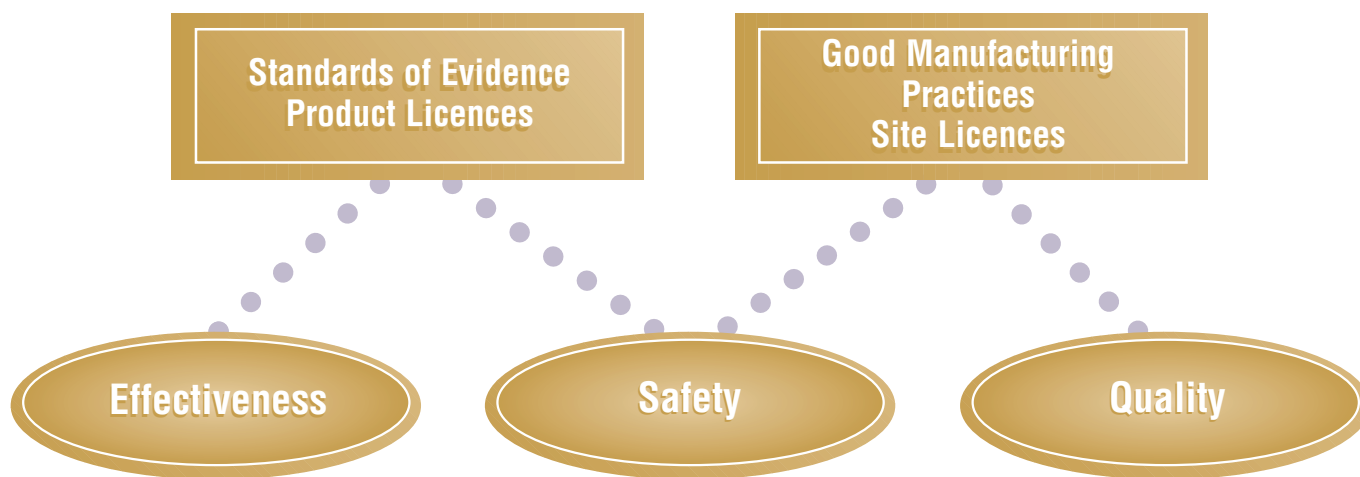 Standards of Evidence
Product Licences
Good Manufacturing
Practices
Site Licences
Effectiveness
Safety
Quality